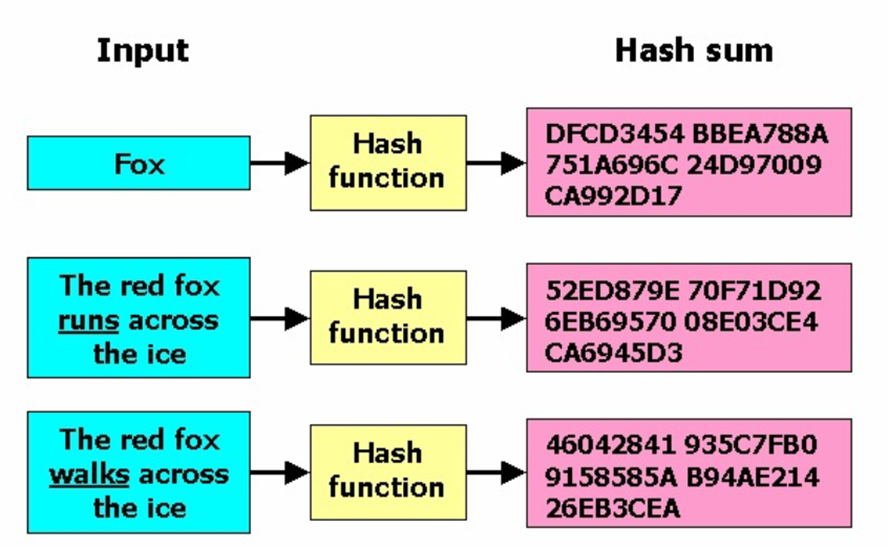 Input
Hash sum
Fox
Hash
function
DFCD3454 BBEA788A
751A696C 24D97009
CA992D17
The red fox
runs across
the ice
Hash
function
52ED879E 70F71D92
6EB69570 08E03CE4
CA6945D3
The red fox
walks across
the ice
Hash
function
46042841 935C7FB0
9158585A B94AE214
26EB3CEA